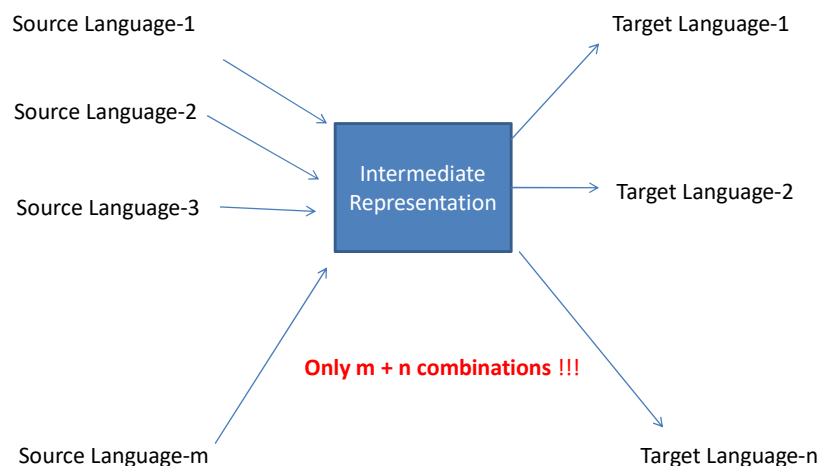 Source Language-1
Target Language-1
Source Language-2
Intermediate
Representation
Target Language-2
Source Language-3
Only m + n combinations !!!
Source Language-m
Target Language-n